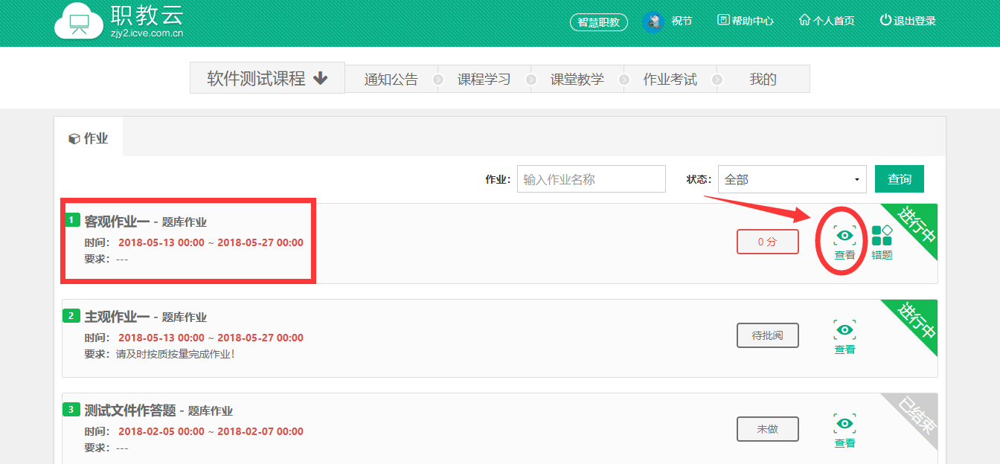 职教云
zjy2.icve.com.cn
智慧职教 祝节 帮助中心 个人首页 退出登录
软件测试课程 通知公告 课程学习 课堂教学 作业考试 我的
作业
作业: 输入作业名称 状态: 全部 查询
1 客观作业一 - 题库作业
时间: 2018-05-13 00:00 ~ 2018-05-27 00:00
要求: ---
0 分
查看 错题
进行中
2 主观作业一 - 题库作业
时间: 2018-05-13 00:00 ~ 2018-05-27 00:00
要求: 请及时按质按量完成作业!
待批阅
查看
进行中
3 测试文件作答题 - 题库作业
时间: 2018-02-05 00:00 ~ 2018-02-07 00:00
要求: ---
未做
查看
已结束